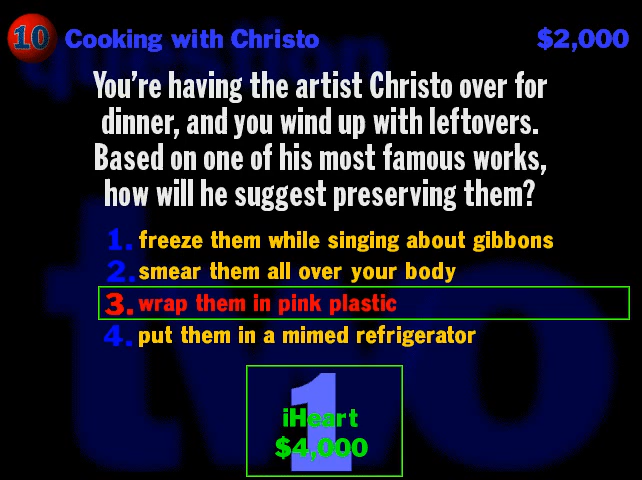 10 Cooking with Christo $2,000
You're having the artist Christo over for
dinner, and you wind up with leftovers.
Based on one of his most famous works,
how will he suggest preserving them?
1. freeze them while singing about gibbons
2. smear them all over your body
3. wrap them in pink plastic
4. put them in a mimed refrigerator
1
iHeart
$4,000
question
two